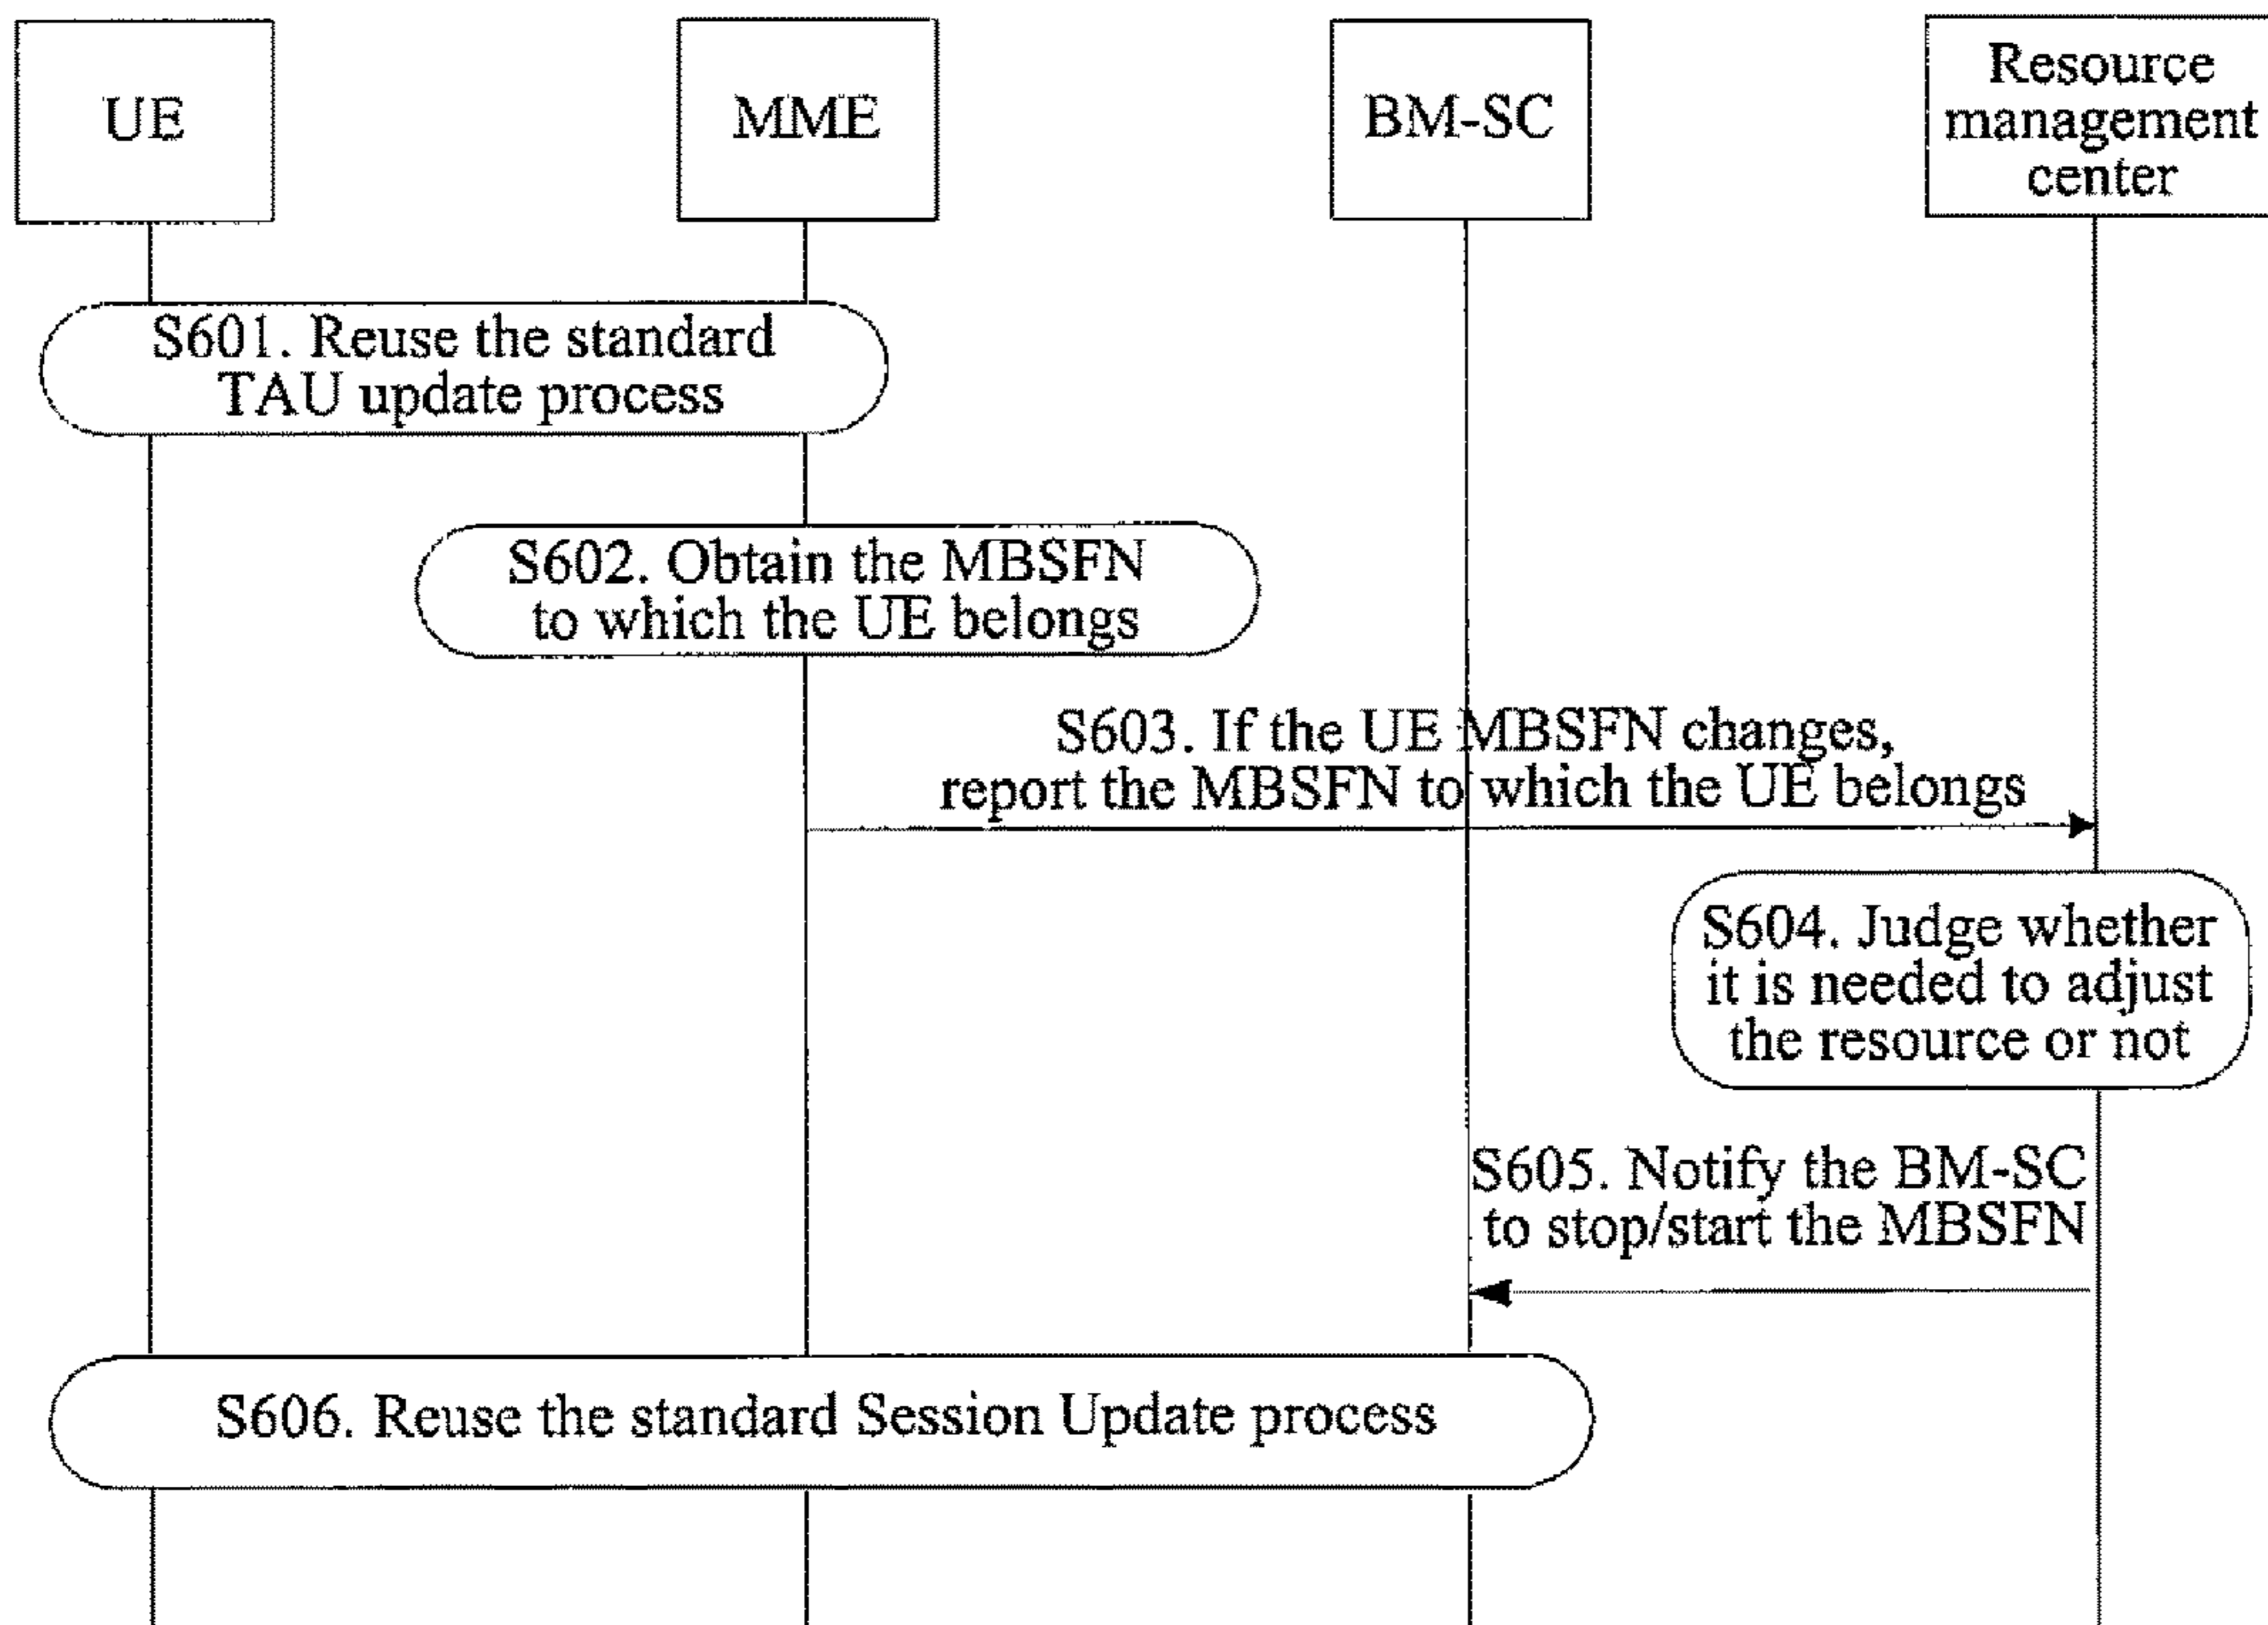 UE
MME
BM-SC
Resource
management
center
S601. Reuse the standard
TAU update process
S602. Obtain the MBSFN
to which the UE belongs
S603. If the UE MBSFN changes,
report the MBSFN to which the UE belongs
S604. Judge whether
it is needed to adjust
the resource or not
S605. Notify the BM-SC
to stop/start the MBSFN
S606. Reuse the standard Session Update process